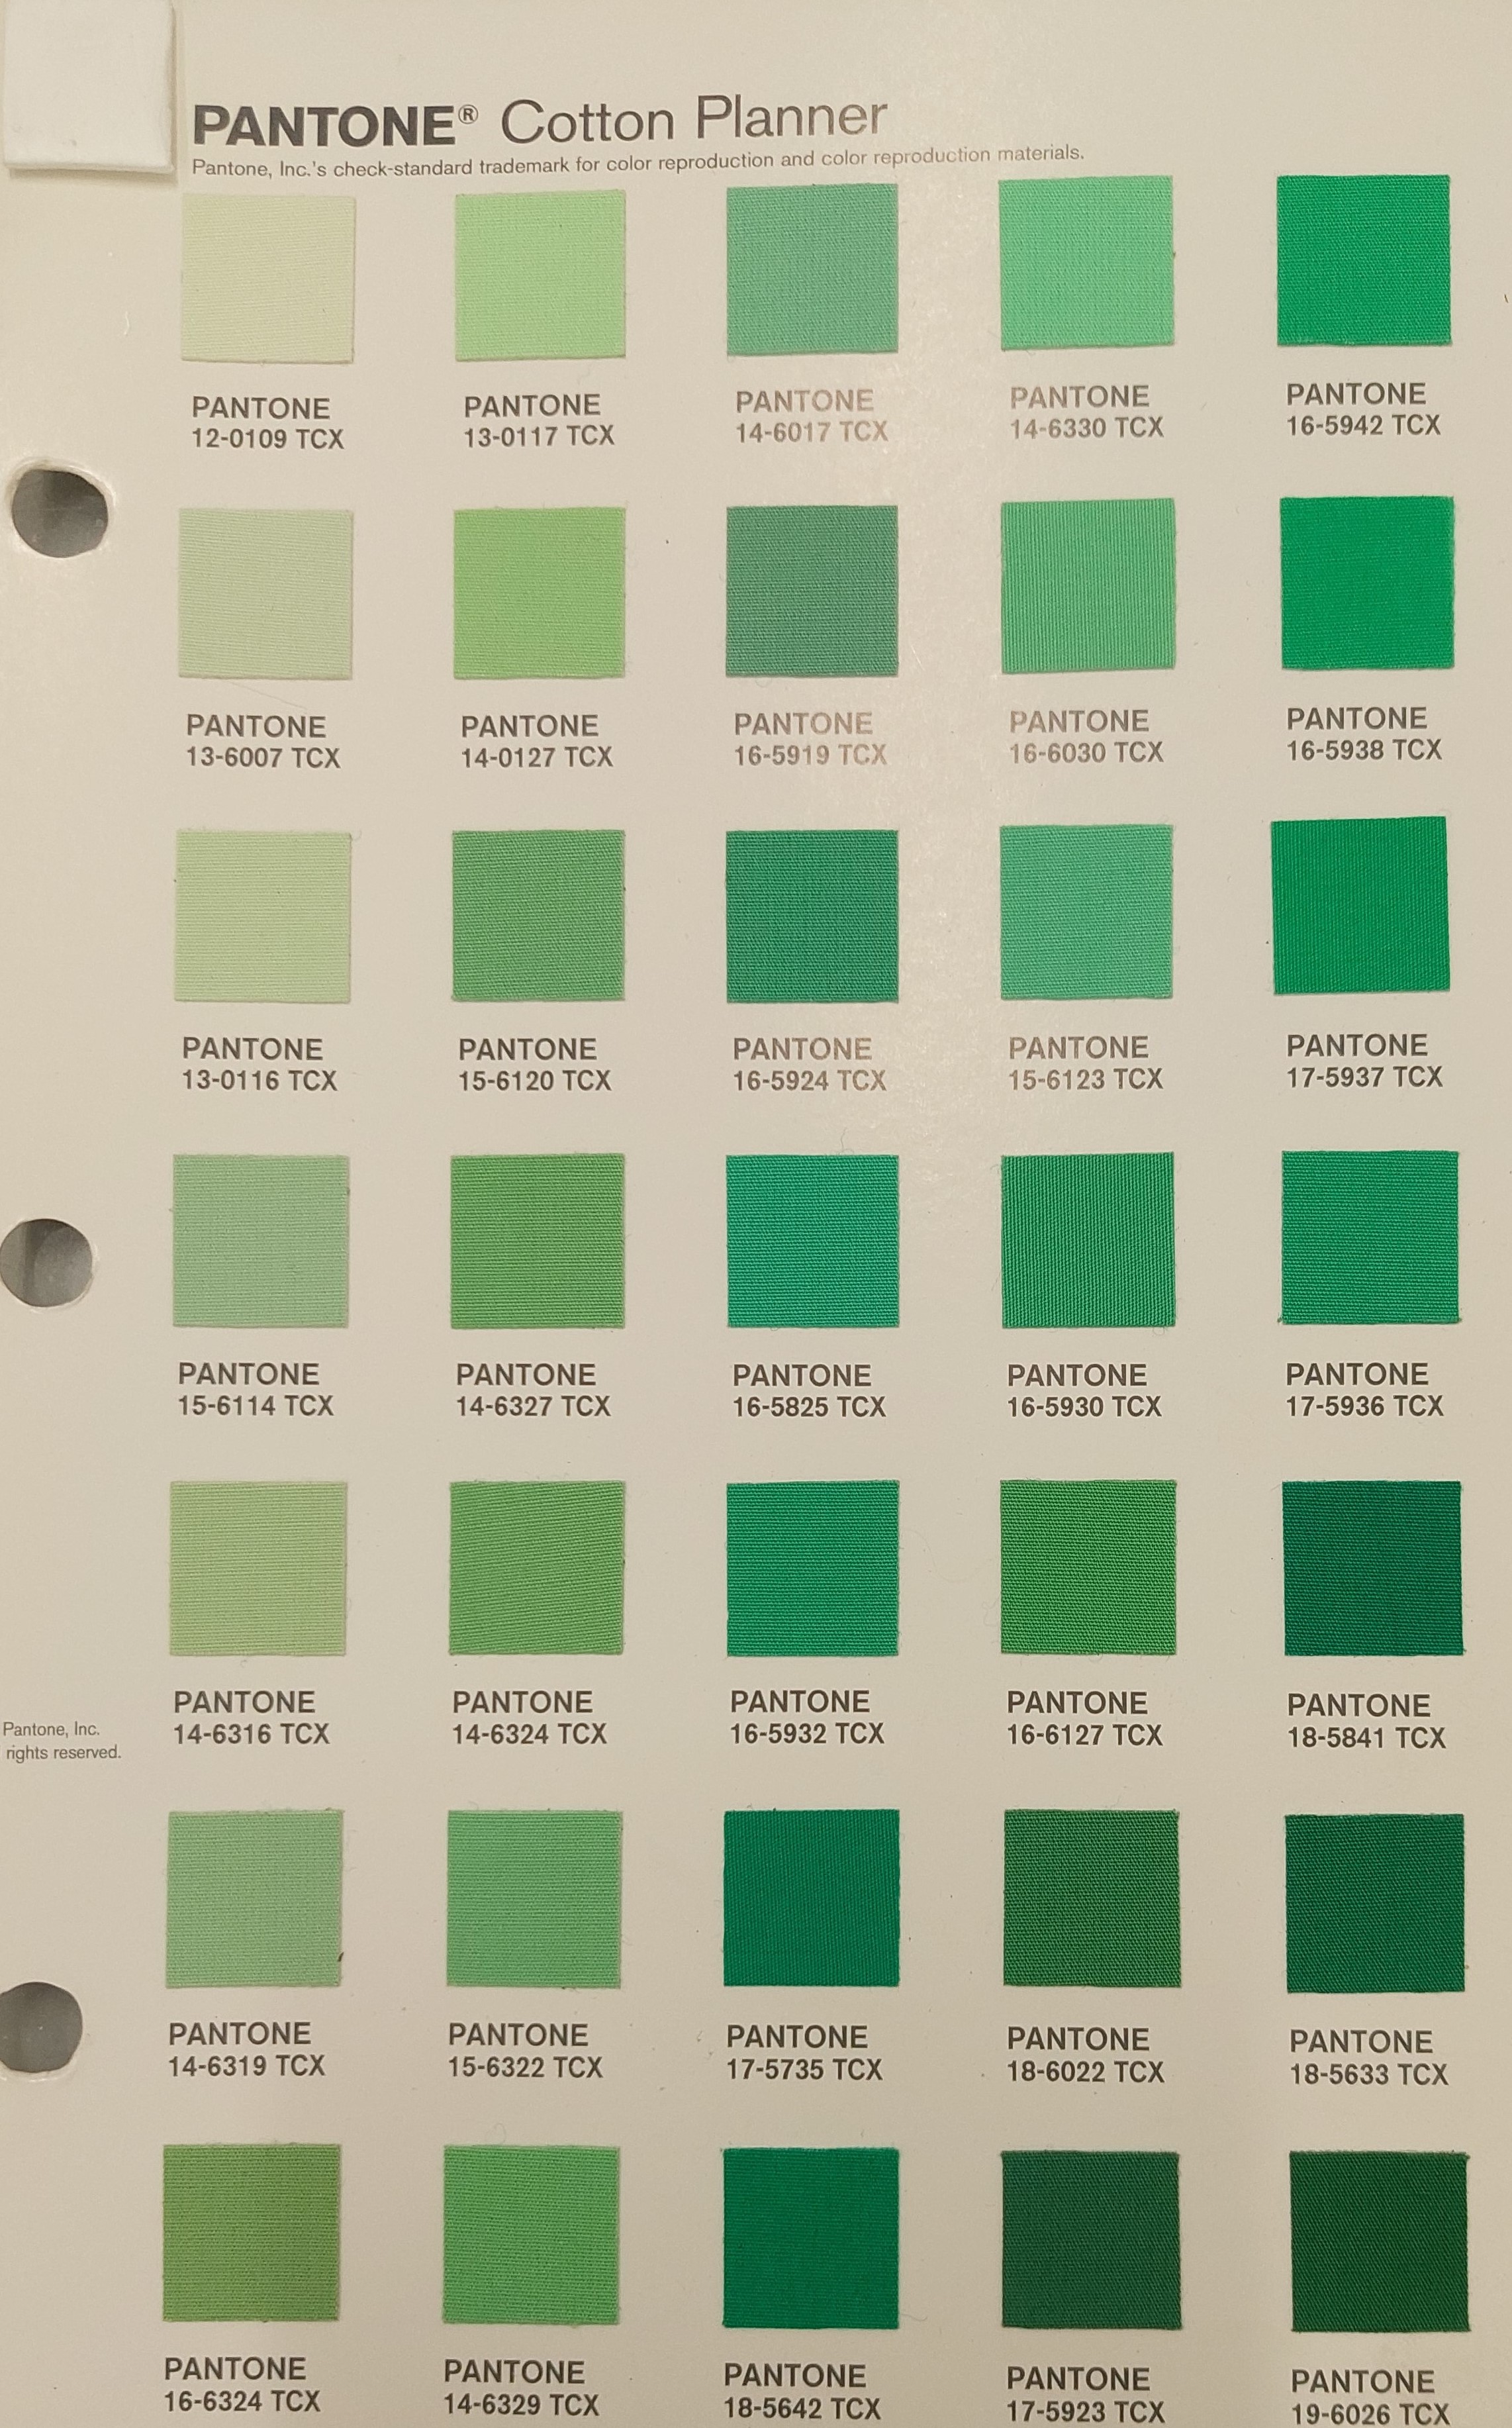 PANTONE® Cotton Planner
Pantone, Inc.'s check-standard trademark for color reproduction and color reproduction materials.
PANTONE PANTONE PANTONE PANTONE PANTONE
12-0109 TCX 13-0117 TCX 14-6017 TCX 14-6330 TCX 16-5942 TCX
PANTONE PANTONE PANTONE PANTONE PANTONE
13-6007 TCX 14-0127 TCX 16-5919 TCX 16-6030 TCX 16-5938 TCX
PANTONE PANTONE PANTONE PANTONE PANTONE
13-0116 TCX 15-6120 TCX 16-5924 TCX 15-6123 TCX 17-5937 TCX
PANTONE PANTONE PANTONE PANTONE PANTONE
15-6114 TCX 14-6327 TCX 16-5825 TCX 16-5930 TCX 17-5936 TCX
PANTONE PANTONE PANTONE PANTONE PANTONE
14-6316 TCX 14-6324 TCX 16-5932 TCX 16-6127 TCX 18-5841 TCX
Pantone, Inc.
rights reserved.
PANTONE PANTONE PANTONE PANTONE PANTONE
14-6319 TCX 15-6322 TCX 17-5735 TCX 18-6022 TCX 18-5633 TCX
PANTONE PANTONE PANTONE PANTONE PANTONE
16-6324 TCX 14-6329 TCX 18-5642 TCX 17-5923 TCX 19-6026 TCX